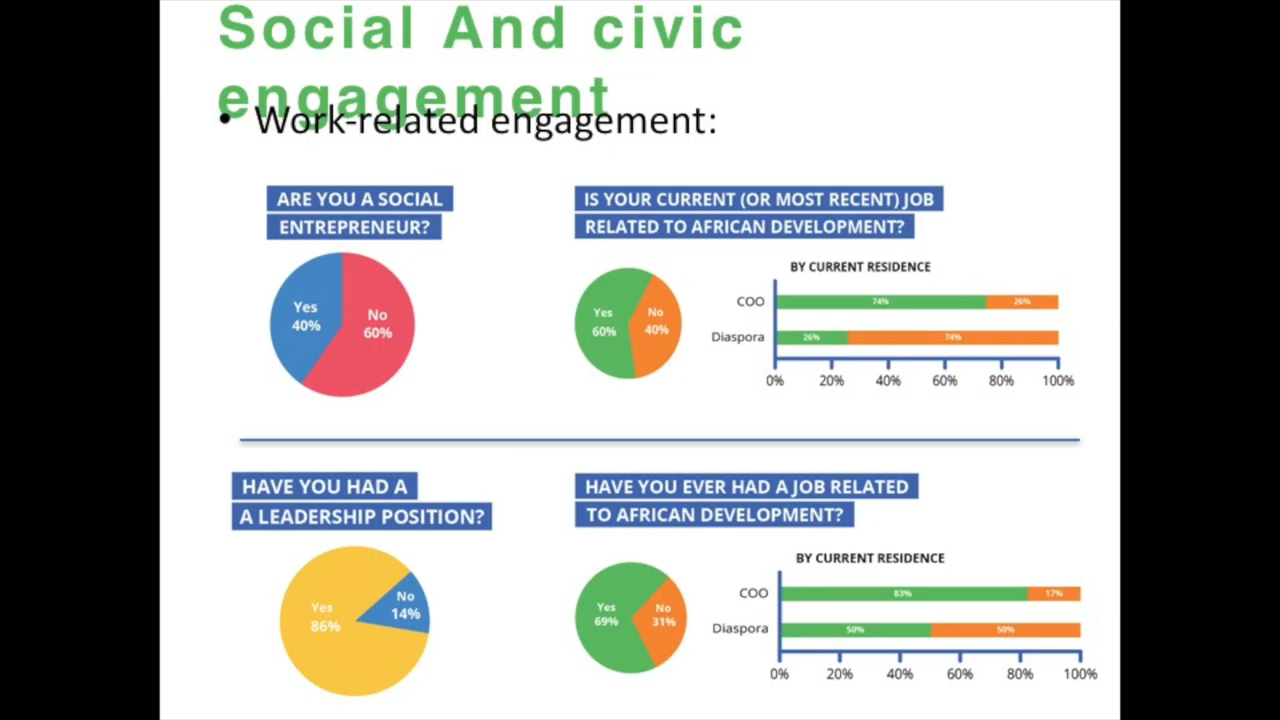 Social And civic
engagement
• Work-related engagement:
ARE YOU A SOCIAL
ENTREPRENEUR?
Yes
40%
No
60%
IS YOUR CURRENT (OR MOST RECENT) JOB
RELATED TO AFRICAN DEVELOPMENT?
Yes
60%
No
40%
BY CURRENT RESIDENCE
COO 74% 26%
Diaspora 26% 74%
0% 20% 40% 60% 80% 100%
HAVE YOU HAD A
A LEADERSHIP POSITION?
Yes
86%
No
14%
HAVE YOU EVER HAD A JOB RELATED
TO AFRICAN DEVELOPMENT?
Yes
69%
No
31%
BY CURRENT RESIDENCE
COO 83% 17%
Diaspora 50% 50%
0% 20% 40% 60% 80% 100%